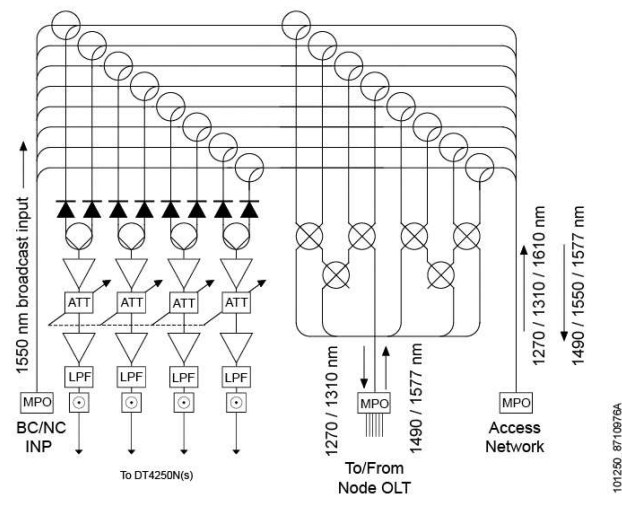 1550 nm broadcast input
ATT
ATT
ATT
ATT
LPF
LPF
LPF
LPF
MPO
BC/NC
INP
To DT4250N(s)
1270 / 1310 nm
MPO
1490 / 1577 nm
To/From
Node OLT
1270 / 1310 / 1610 nm
1490 / 1550 / 1577 nm
MPO
Access
Network
101250 8710976A